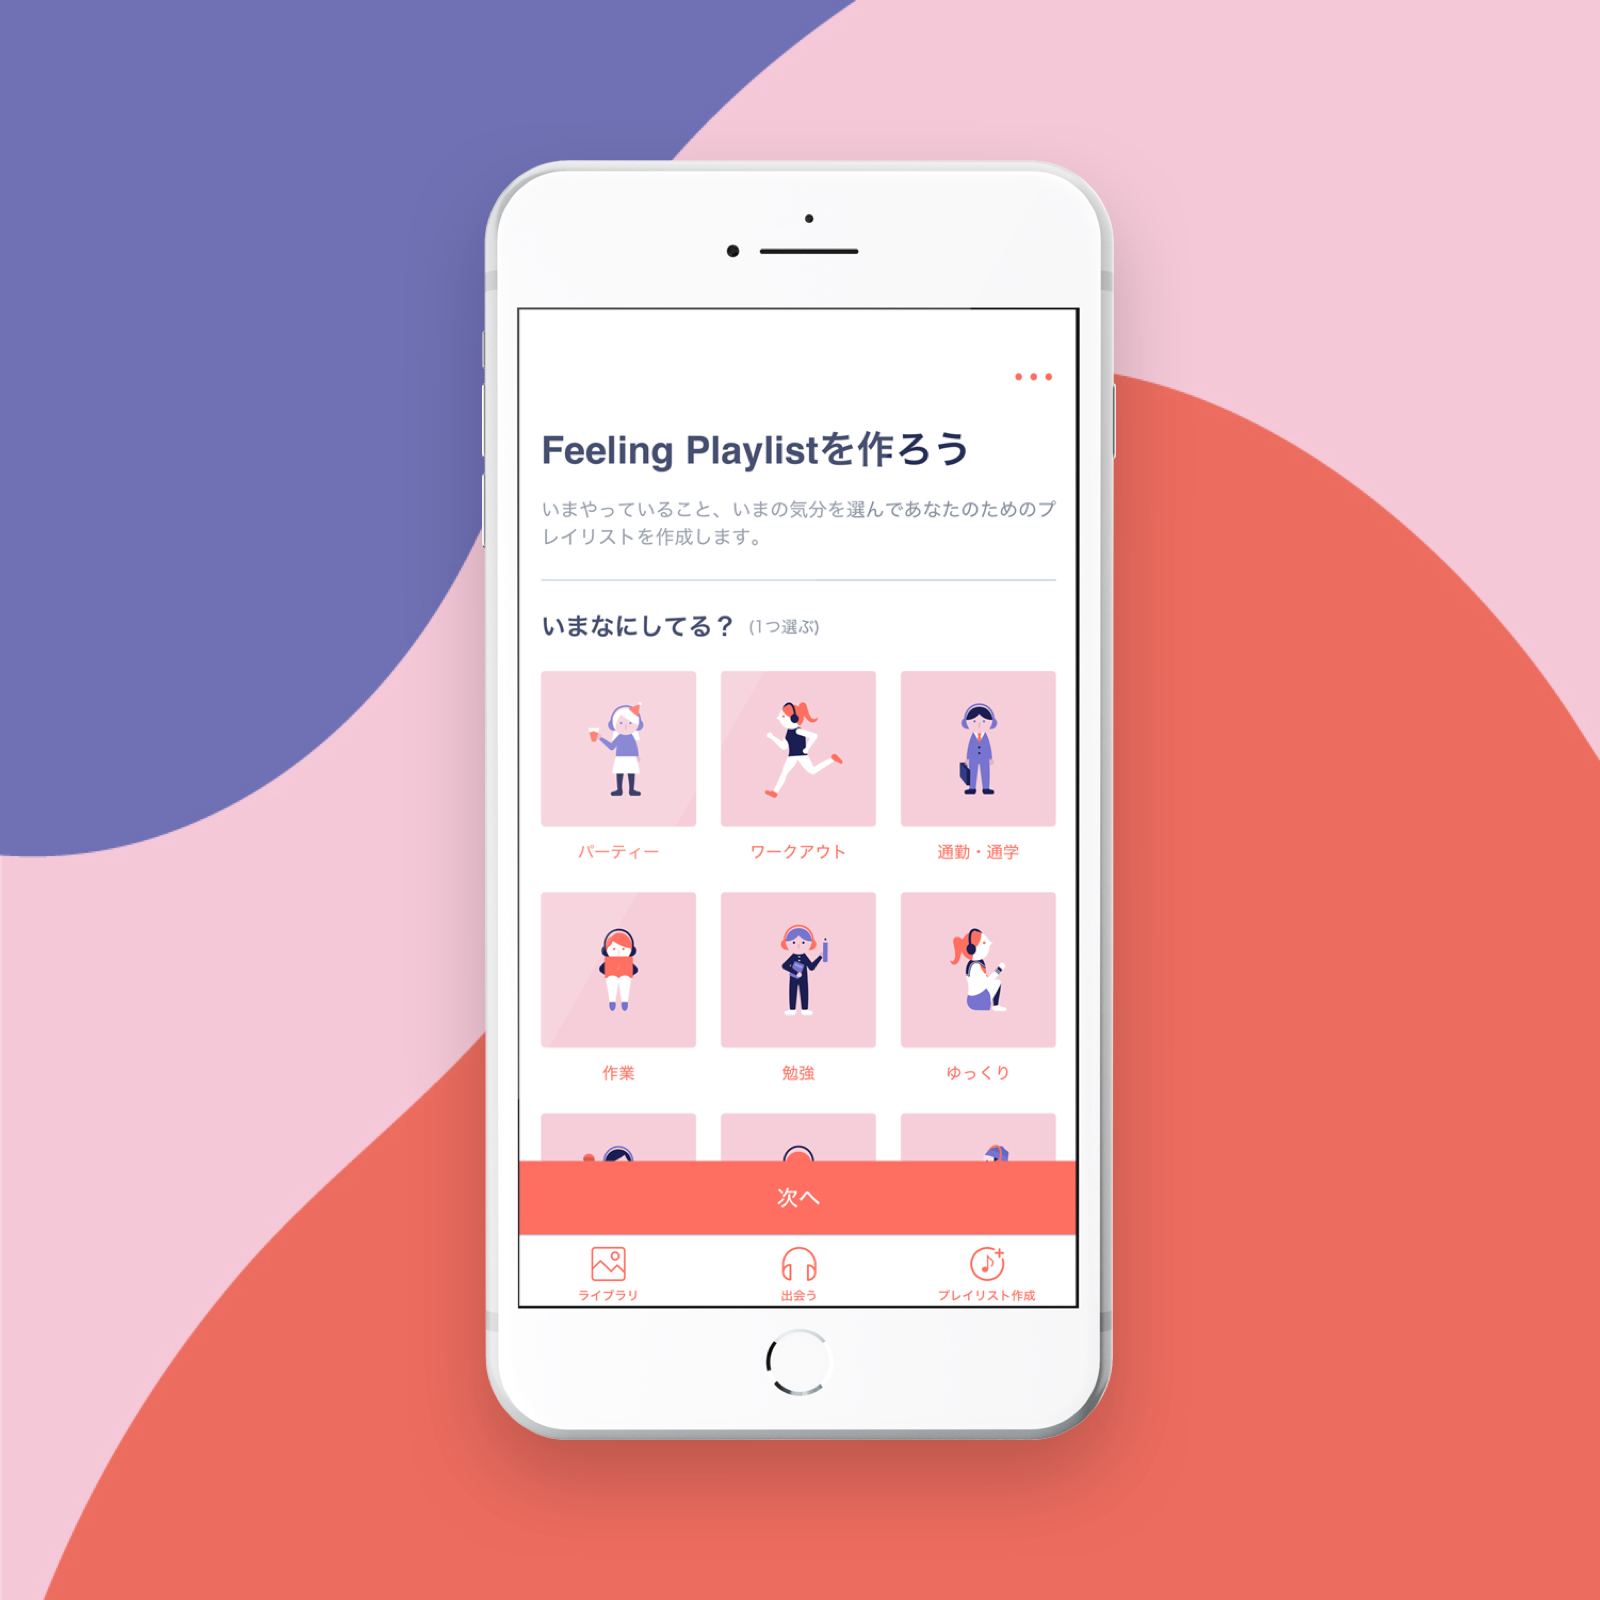 Feeling Playlistを作ろう
いまやっていること、いまの気分を選んであなたのためのプ
レイリストを作成します。
いまなにしてる？ (1つ選ぶ)
パーティー
ワークアウト
通勤・通学
作業
勉強
ゆっくり
次へ
ライブラリ
出会う
プレイリスト作成